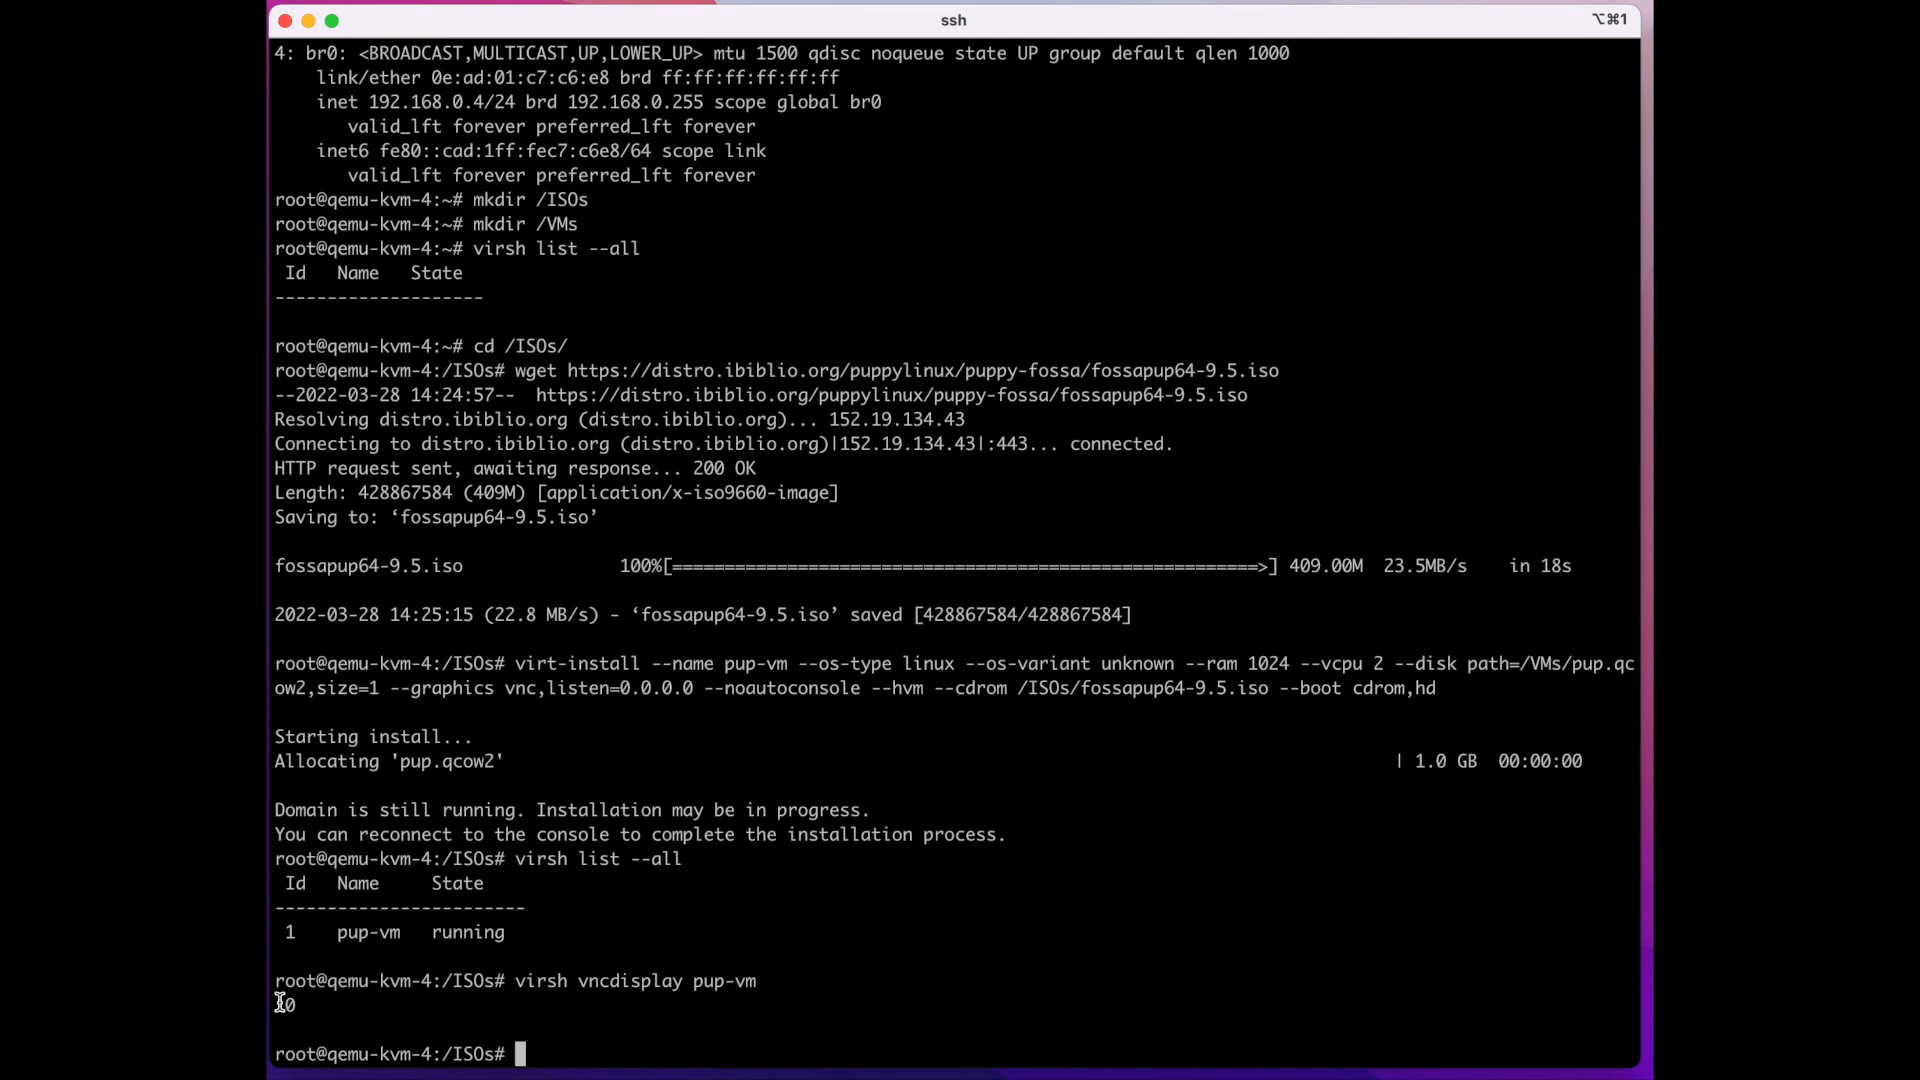 ssh
⌥⌘1
4: br0: <BROADCAST,MULTICAST,UP,LOWER_UP> mtu 1500 qdisc noqueue state UP group default qlen 1000
link/ether 0e:ad:01:c7:c6:e8 brd ff:ff:ff:ff:ff:ff
inet 192.168.0.4/24 brd 192.168.0.255 scope global br0
valid_lft forever preferred_lft forever
inet6 fe80::cad:1ff:fec7:c6e8/64 scope link
valid_lft forever preferred_lft forever
root@qemu-kvm-4:~# mkdir /ISOs
root@qemu-kvm-4:~# mkdir /VMs
root@qemu-kvm-4:~# virsh list --all
Id Name State
--------------------
root@qemu-kvm-4:~# cd /ISOs/
root@qemu-kvm-4:/ISOs# wget https://distro.ibiblio.org/puppylinux/puppy-fossa/fossapup64-9.5.iso
--2022-03-28 14:24:57-- https://distro.ibiblio.org/puppylinux/puppy-fossa/fossapup64-9.5.iso
Resolving distro.ibiblio.org (distro.ibiblio.org)... 152.19.134.43
Connecting to distro.ibiblio.org (distro.ibiblio.org)|152.19.134.43|:443... connected.
HTTP request sent, awaiting response... 200 OK
Length: 428867584 (409M) [application/x-iso9660-image]
Saving to: ‘fossapup64-9.5.iso’
fossapup64-9.5.iso 100%[========================================================>] 409.00M 23.5MB/s in 18s
2022-03-28 14:25:15 (22.8 MB/s) - ‘fossapup64-9.5.iso’ saved [428867584/428867584]
root@qemu-kvm-4:/ISOs# virt-install --name pup-vm --os-type linux --os-variant unknown --ram 1024 --vcpu 2 --disk path=/VMs/pup.qc
ow2,size=1 --graphics vnc,listen=0.0.0.0 --noautoconsole --hvm --cdrom /ISOs/fossapup64-9.5.iso --boot cdrom,hd
Starting install...
Allocating 'pup.qcow2' | 1.0 GB 00:00:00
Domain is still running. Installation may be in progress.
You can reconnect to the console to complete the installation process.
root@qemu-kvm-4:/ISOs# virsh list --all
Id Name State
------------------------
1 pup-vm running
root@qemu-kvm-4:/ISOs# virsh vncdisplay pup-vm
0
root@qemu-kvm-4:/ISOs#